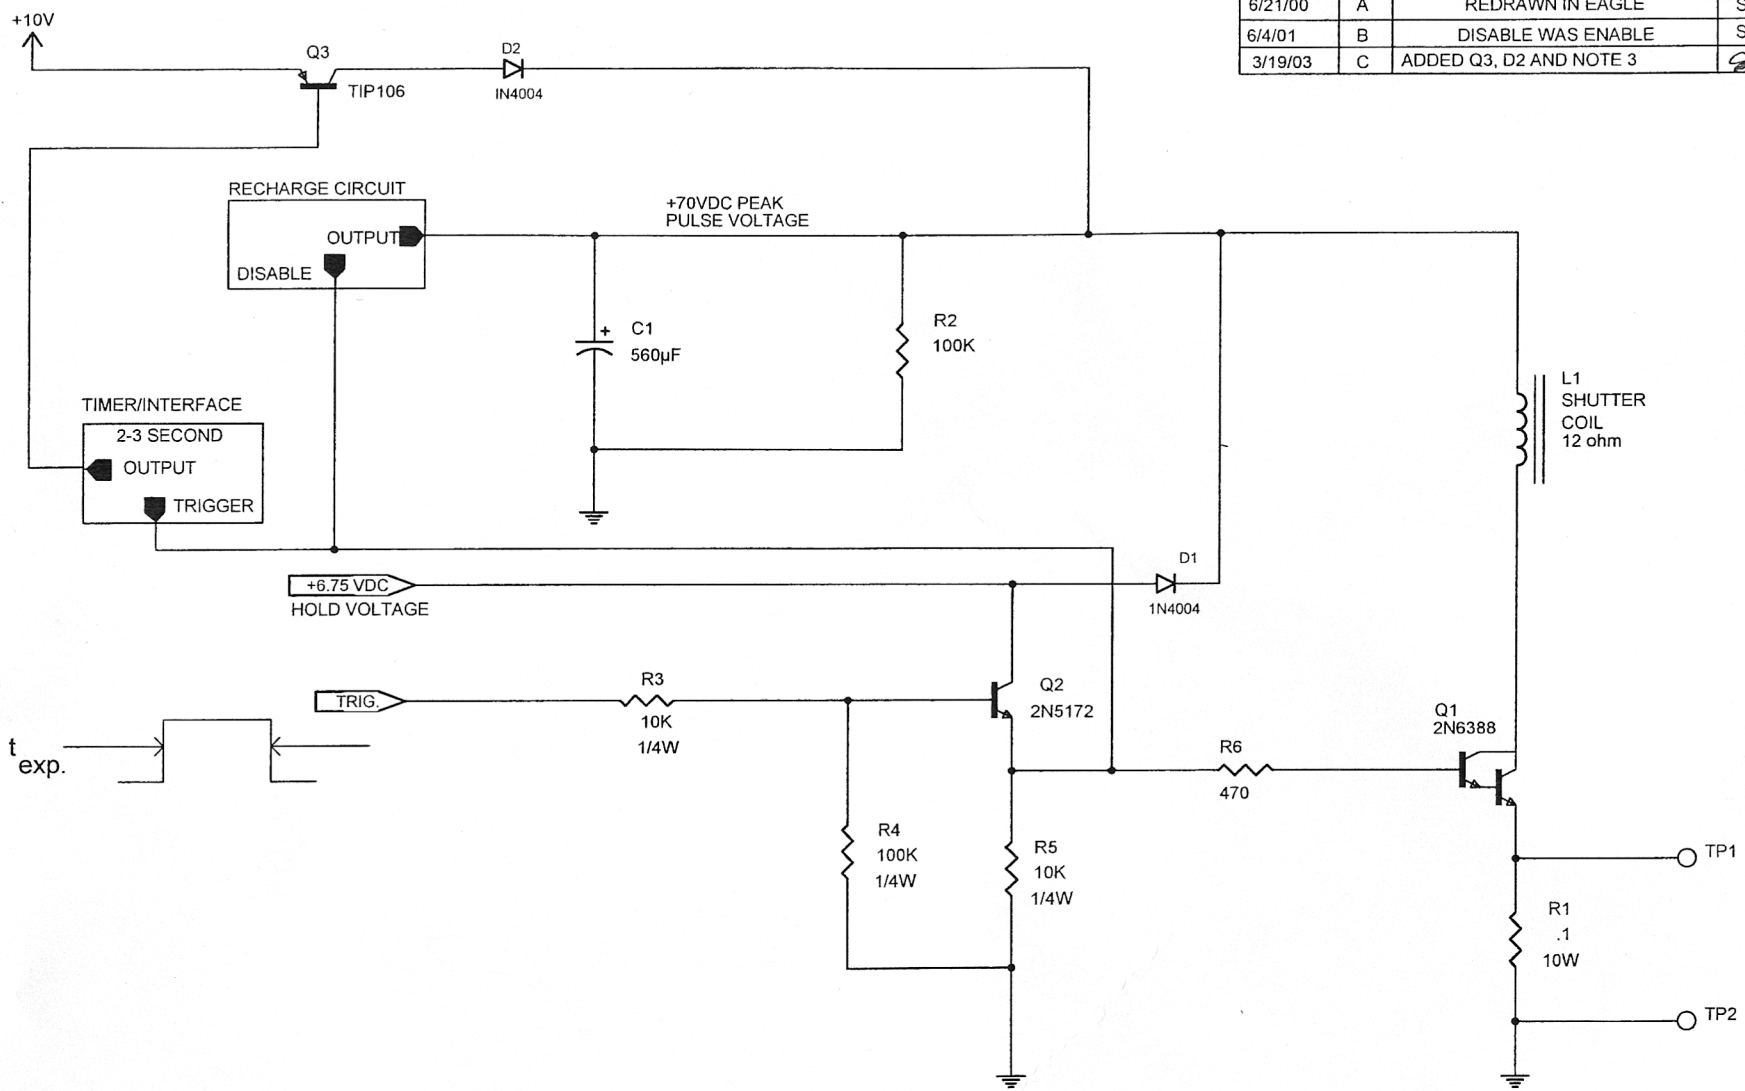 6/21/00 A REDRAWN IN EAGLE S
6/4/01 B DISABLE WAS ENABLE S
3/19/03 C ADDED Q3, D2 AND NOTE 3
+10V
Q3
TIP106
D2
IN4004
RECHARGE CIRCUIT
OUTPUT
DISABLE
+70VDC PEAK
PULSE VOLTAGE
C1
+
560µF
R2
100K
L1
SHUTTER
COIL
12 ohm
TIMER/INTERFACE
2-3 SECOND
OUTPUT
TRIGGER
+6.75 VDC
HOLD VOLTAGE
D1
1N4004
TRIG.
R3
10K
1/4W
Q2
2N5172
t exp.
R6
470
Q1
2N6388
R4
100K
1/4W
R5
10K
1/4W
TP1
R1
.1
10W
TP2